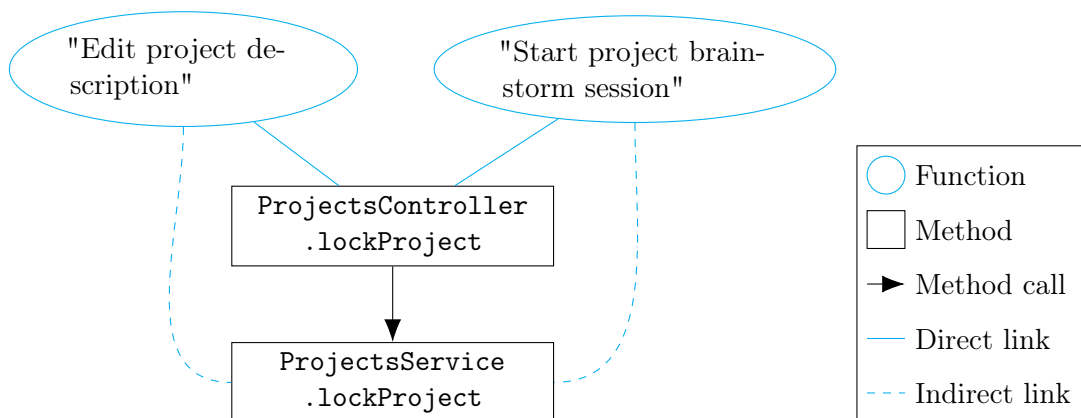 "Edit project de-
scription"
"Start project brain-
storm session"
ProjectsController
.lockProject
ProjectsService
.lockProject
Function
Method
Method call
Direct link
Indirect link